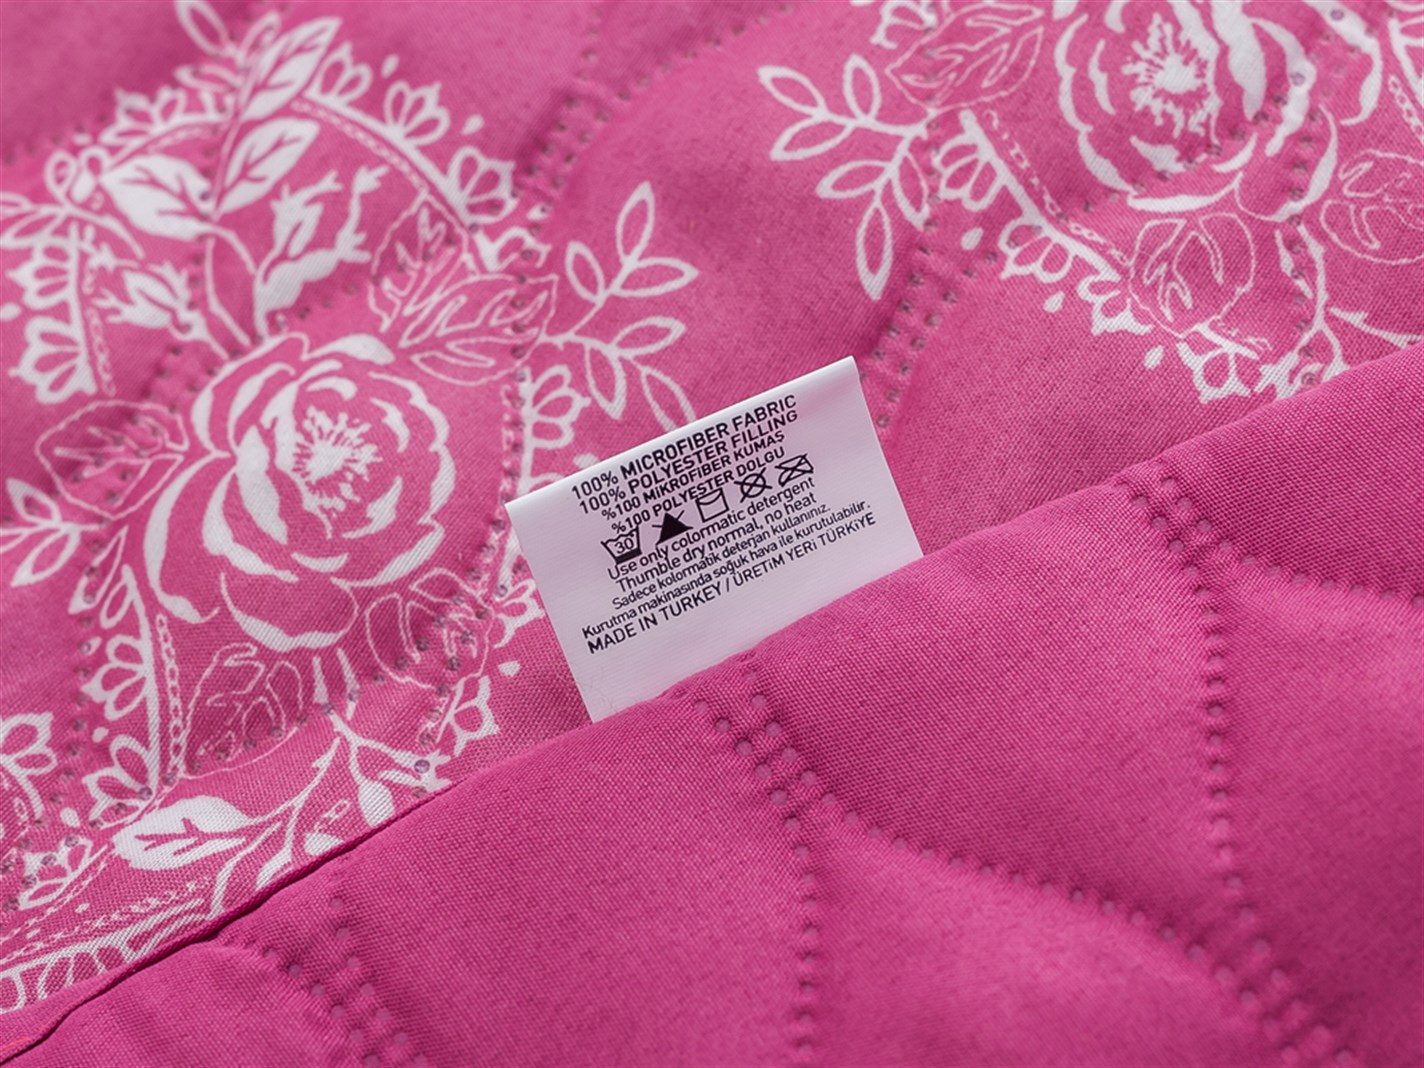 100% MICROFIBER FABRIC
100% POLYESTER FILLING
%100 MİKROFİBER KUMAŞ
%100 POLYESTER DOLGU
30
Use only colormatic detergent
Thumble dry normal, no heat
Sadece kolormatik deterjan kullanınız
Kurutma makinasında soğuk hava ile kurutulabilir.
MADE IN TURKEY / ÜRETİM YERİ TÜRKİYE